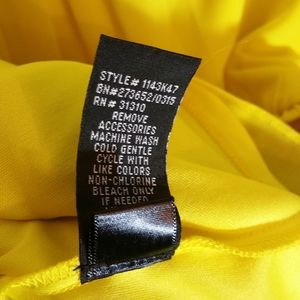 STYLE# 1143K47
BN#273652/0315
RN# 31310
REMOVE
ACCESSORIES
MACHINE WASH
COLD GENTLE
CYCLE WITH
LIKE COLORS
NON-CHLORINE
BLEACH ONLY
IF NEEDED